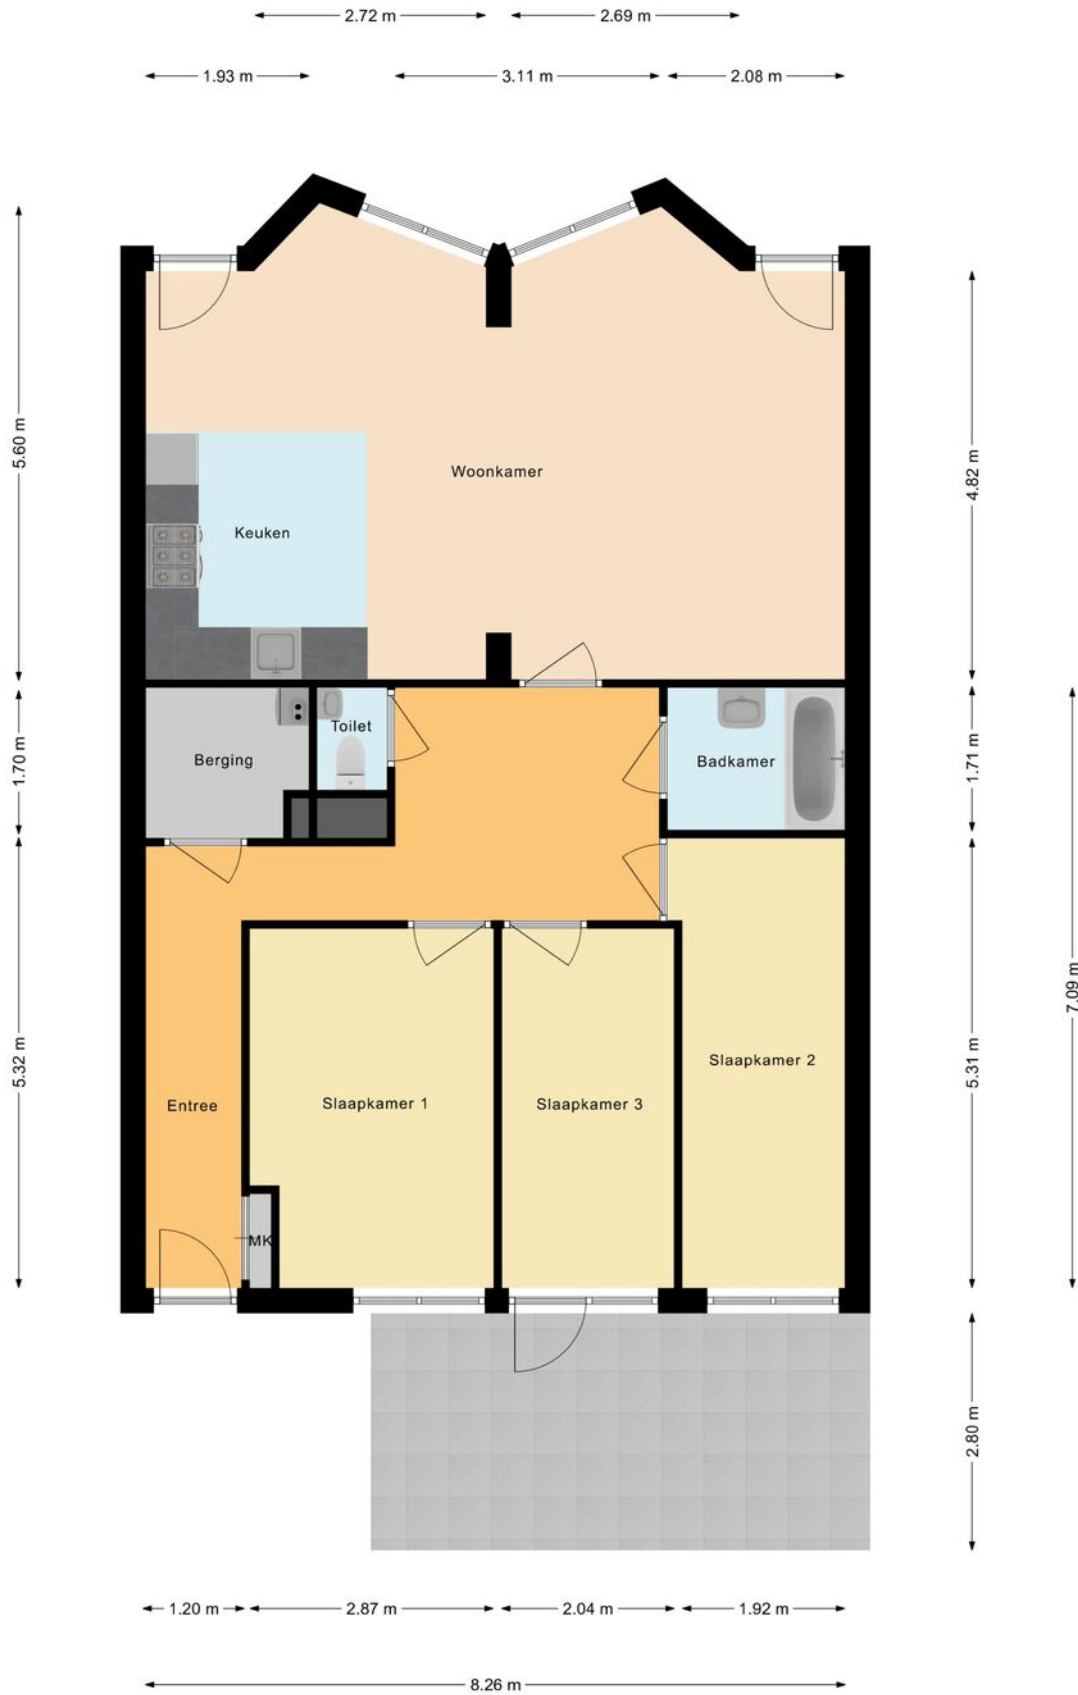 2.72 m
2.69 m
1.93 m
3.11 m
2.08 m
5.60 m
4.82 m
Woonkamer
Keuken
1.70 m
1.71 m
Toilet
Berging
Badkamer
7.09 m
5.32 m
5.31 m
Slaapkamer 2
Entree
Slaapkamer 1
Slaapkamer 3
MK
2.80 m
1.20 m
2.87 m
2.04 m
1.92 m
8.26 m